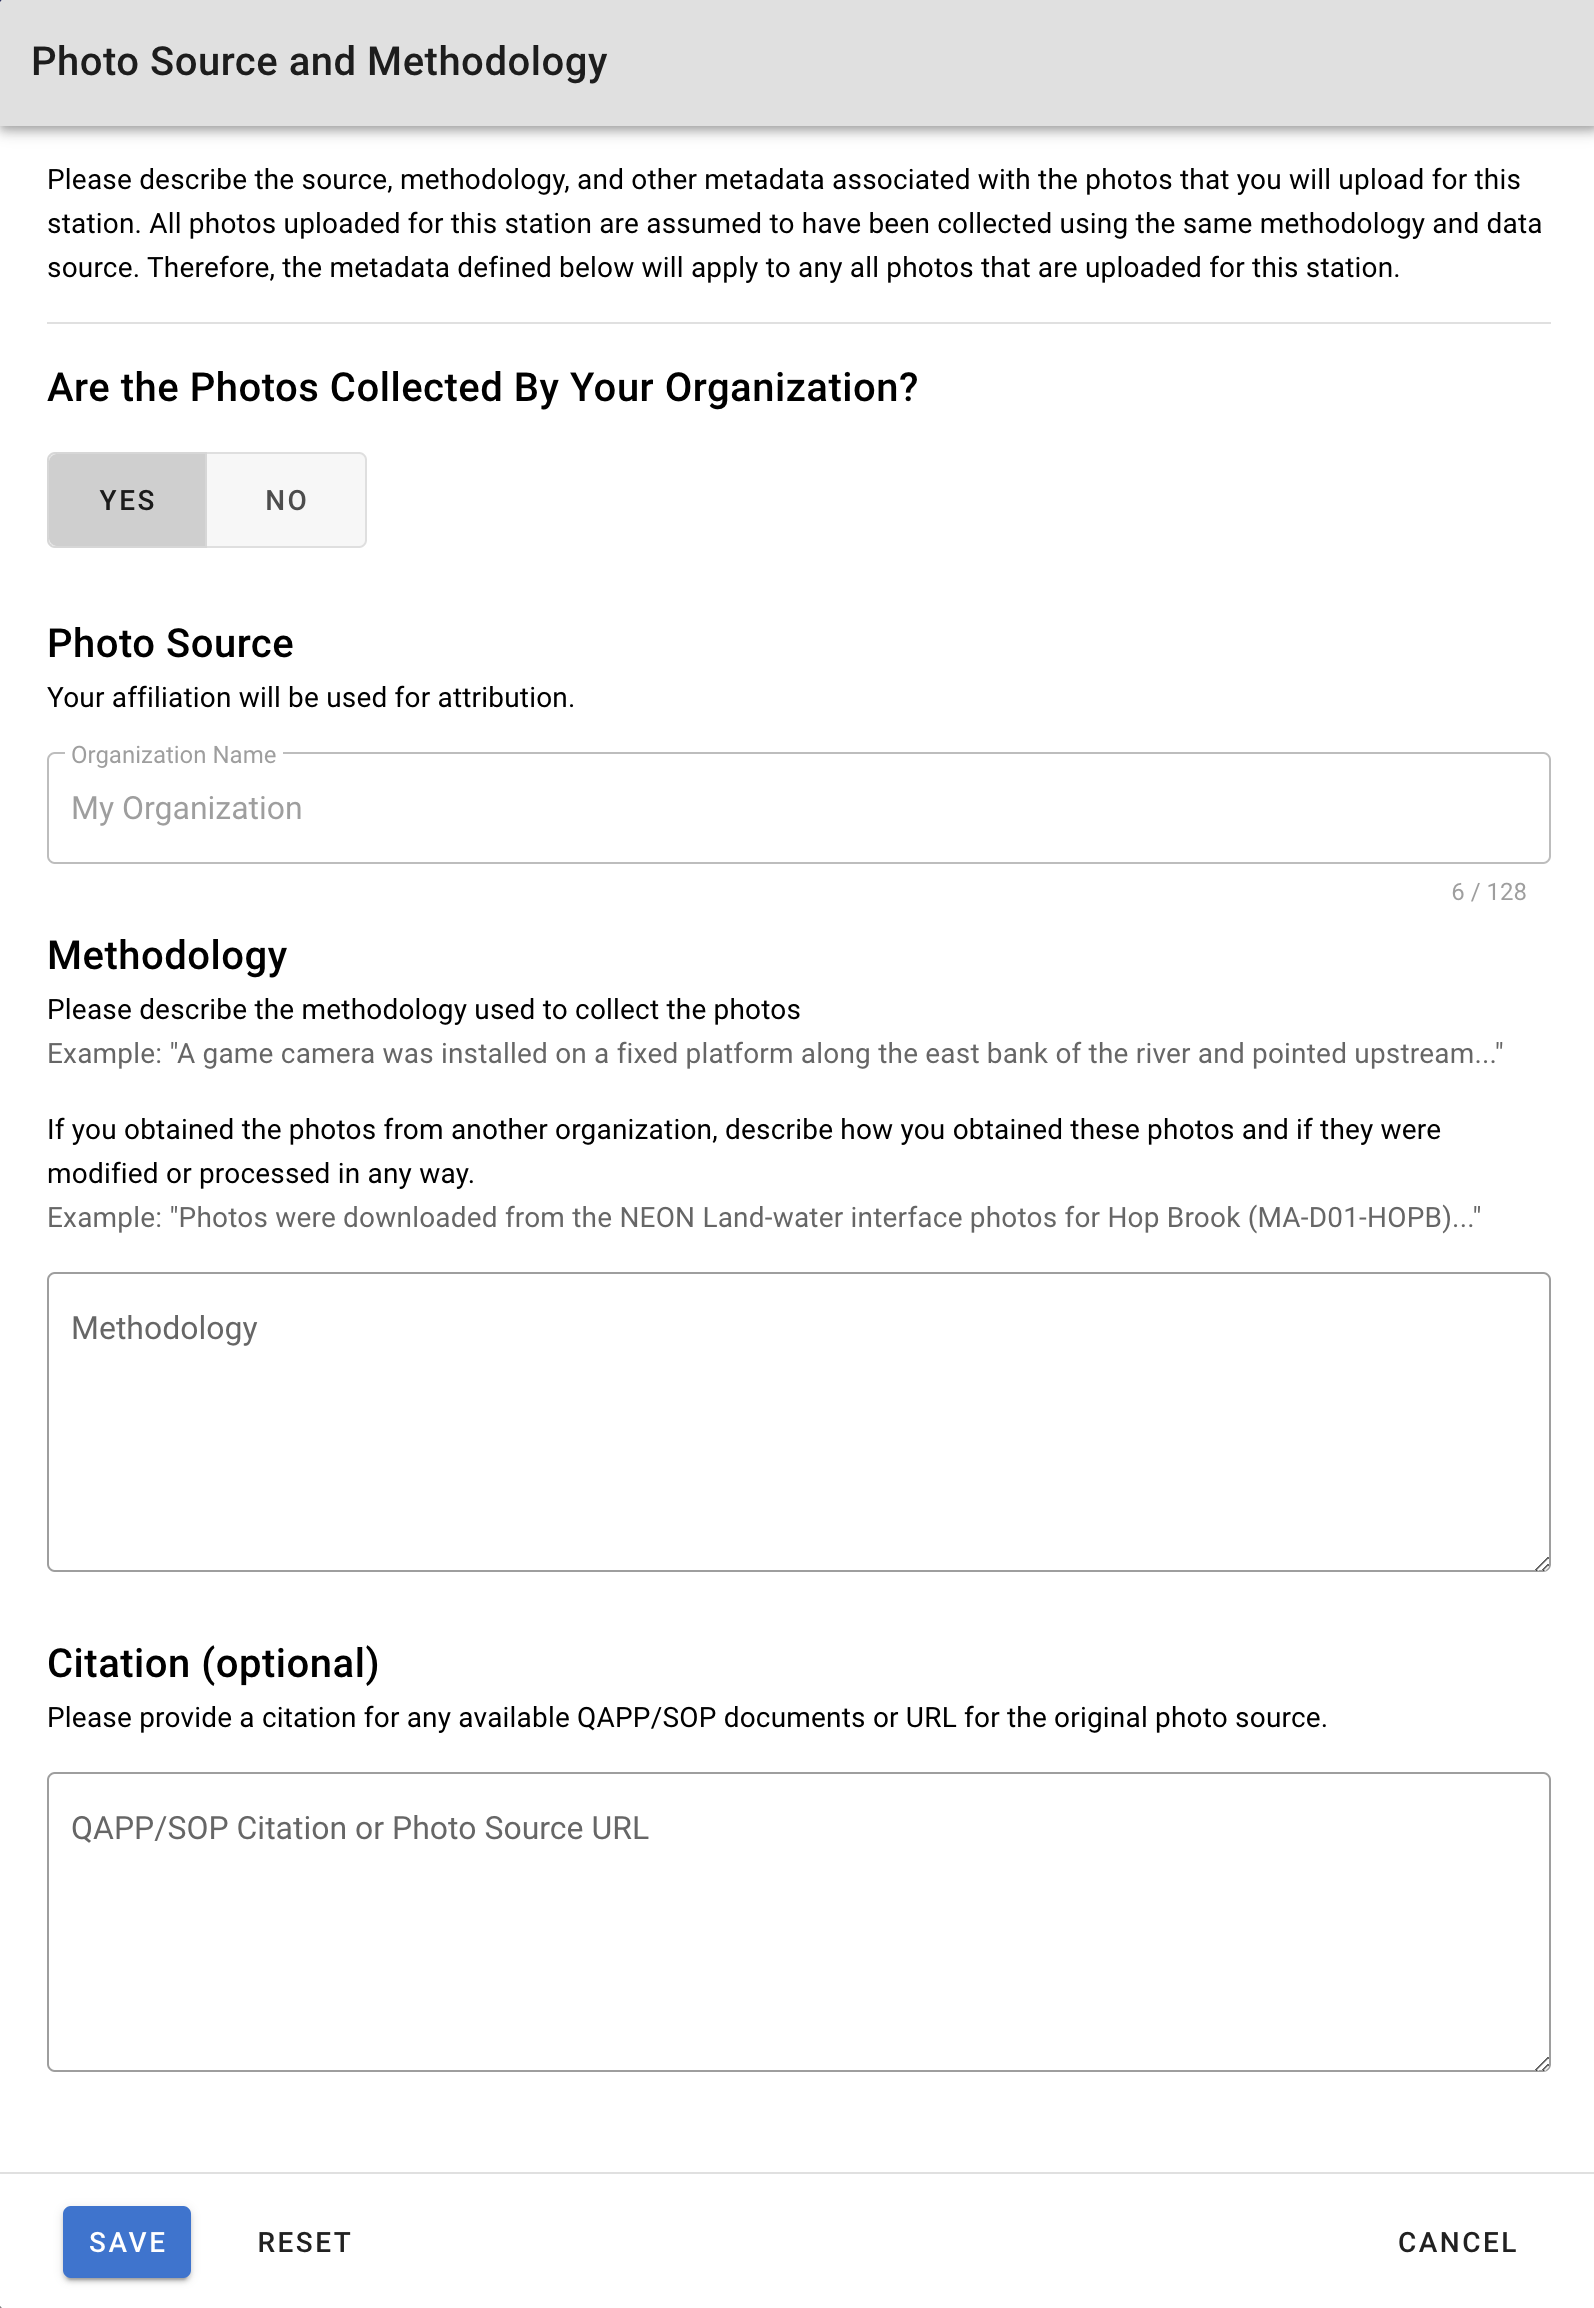 Photo Source and Methodology
Please describe the source, methodology, and other metadata associated with the photos that you will upload for this
station. All photos uploaded for this station are assumed to have been collected using the same methodology and data
source. Therefore, the metadata defined below will apply to any all photos that are uploaded for this station.
Are the Photos Collected By Your Organization?
YES NO
Photo Source
Your affiliation will be used for attribution.
Organization Name
My Organization
6 / 128
Methodology
Please describe the methodology used to collect the photos
Example: "A game camera was installed on a fixed platform along the east bank of the river and pointed upstream..."
If you obtained the photos from another organization, describe how you obtained these photos and if they were
modified or processed in any way.
Example: "Photos were downloaded from the NEON Land-water interface photos for Hop Brook (MA-D01-HOPB)..."
Methodology
Citation (optional)
Please provide a citation for any available QAPP/SOP documents or URL for the original photo source.
QAPP/SOP Citation or Photo Source URL
SAVE RESET CANCEL